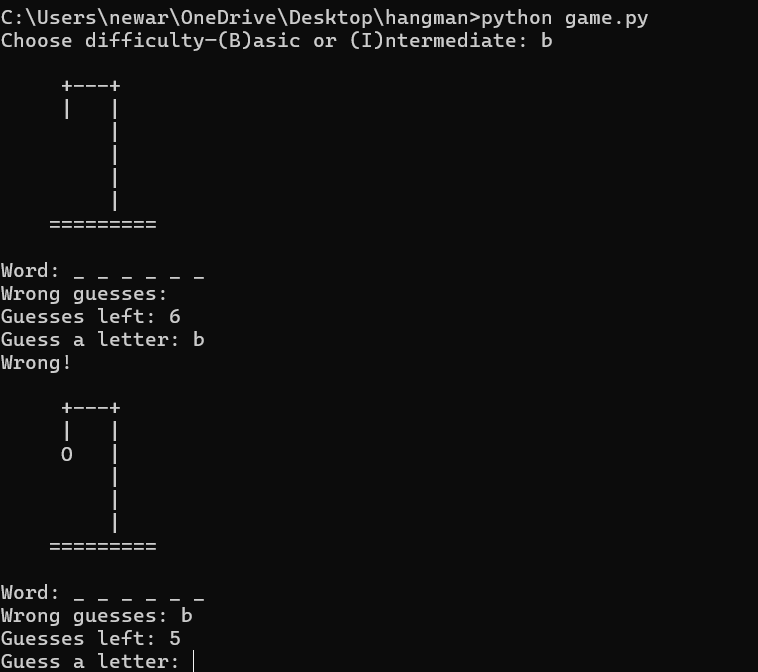 C:\Users\newar\OneDrive\Desktop\hangman>python game.py
Choose difficulty—(B)asic or (I)ntermediate: b

     +---+
     |   |
         |
         |
         |
         |
    =========

Word: _ _ _ _ _ _
Wrong guesses:
Guesses left: 6
Guess a letter: b
Wrong!

     +---+
     |   |
     O   |
         |
         |
         |
    =========

Word: _ _ _ _ _ _
Wrong guesses: b
Guesses left: 5
Guess a letter: